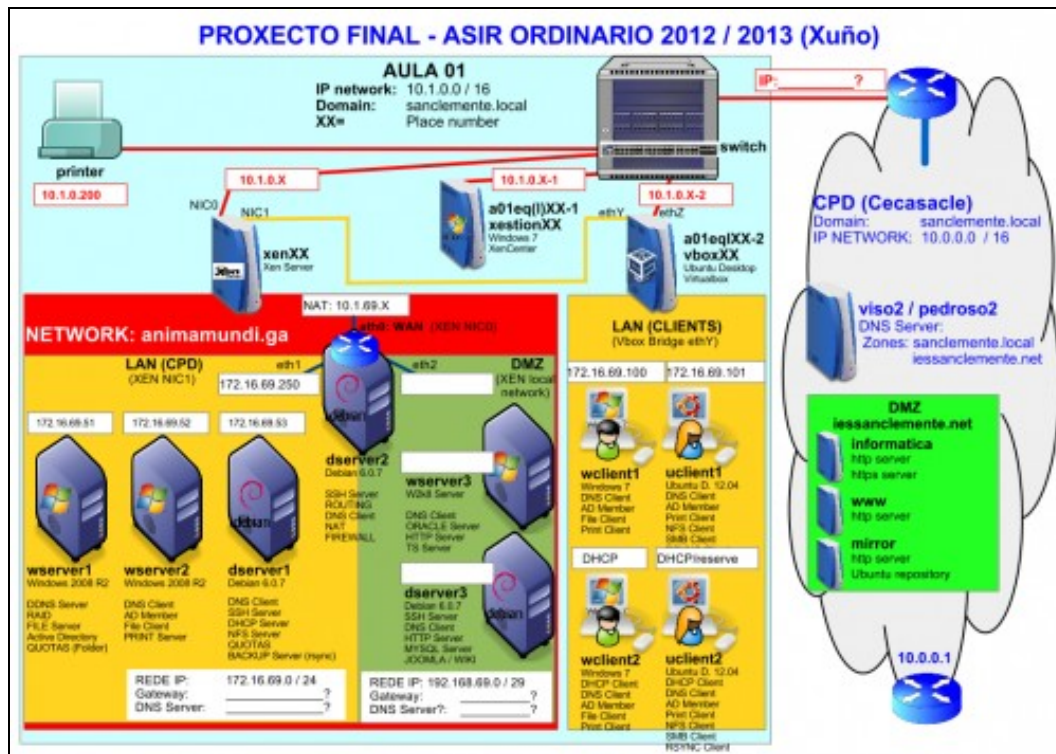 PROXECTO FINAL - ASIR ORDINARIO 2012 / 2013 (Xuño)
AULA 01
IP network: 10.1.0.0 / 16
Domain: sanclemente.local
XX= Place number
IP: ______?
switch
printer
10.1.0.200
10.1.0.X
10.1.0.X-1
10.1.0.X-2
NIC0
NIC1
xenXX
Xen Server
a01eq(l)XX-1
xestionXX
Windows 7
XenCenter
ethY
ethZ
a01eqlXX-2
vboxXX
Ubuntu Desktop
Virtualbox
CPD (Cecasacle)
Domain: sanclemente.local
IP NETWORK: 10.0.0.0 / 16
viso2 / pedroso2
DNS Server:
Zones: sanclemente.local
iessanclemente.net
DMZ
iessanclemente.net
informatica
http server
https server
www
http server
mirror
http server
Ubuntu repository
10.0.0.1
NAT: 10.1.69.X
NETWORK: animamundi.ga
eth0: WAN (XEN NIC0)
LAN (CPD)
(XEN NIC1)
eth1
172.16.69.250
eth2
DMZ
(XEN local
network)
172.16.69.51
172.16.69.52
172.16.69.53
debian
dserver2
Debian 6.0.7
SSH Server
ROUTING
DNS Client
NAT
FIREWALL
wserver3
W2k8 Server
DNS Client
ORACLE Server
HTTP Server
TS Server
wserver1
Windows 2008 R2
DDNS Server
RAID
FILE Server
Active Directory
QUOTAS (Folder)
wserver2
Windows 2008 R2
DNS Client
AD Member
File Client
PRINT Server
debian
dserver1
Debian 6.0.7
DNS Client
SSH Server
DHCP Server
NFS Server
QUOTAS
BACKUP Server (rsync)
debian
dserver3
Debian 6.0.7
SSH Server
DNS Client
HTTP Server
MYSQL Server
JOOMLA / WIKI
REDE IP: 172.16.69.0 / 24
Gateway: ______?
DNS Server: ______?
REDE IP: 192.168.69.0 / 29
Gateway: ______?
DNS Server?: ______?
LAN (CLIENTS)
(Vbox Bridge ethY)
172.16.69.100
172.16.69.101
wclient1
Windows 7
DNS Client
AD Member
File Client
Print Client
uclient1
Ubuntu D. 12.04
DNS Client
AD Member
Print Client
NFS Client
SMB Client
DHCP
DHCP/reserve
wclient2
Windows 7
DHCP Client
DNS Client
AD Member
File Client
Print Client
uclient2
Ubuntu D. 12.04
DHCP Client
DNS Client
AD Member
Print Client
NFS Client
SMB Client
RSYNC Client